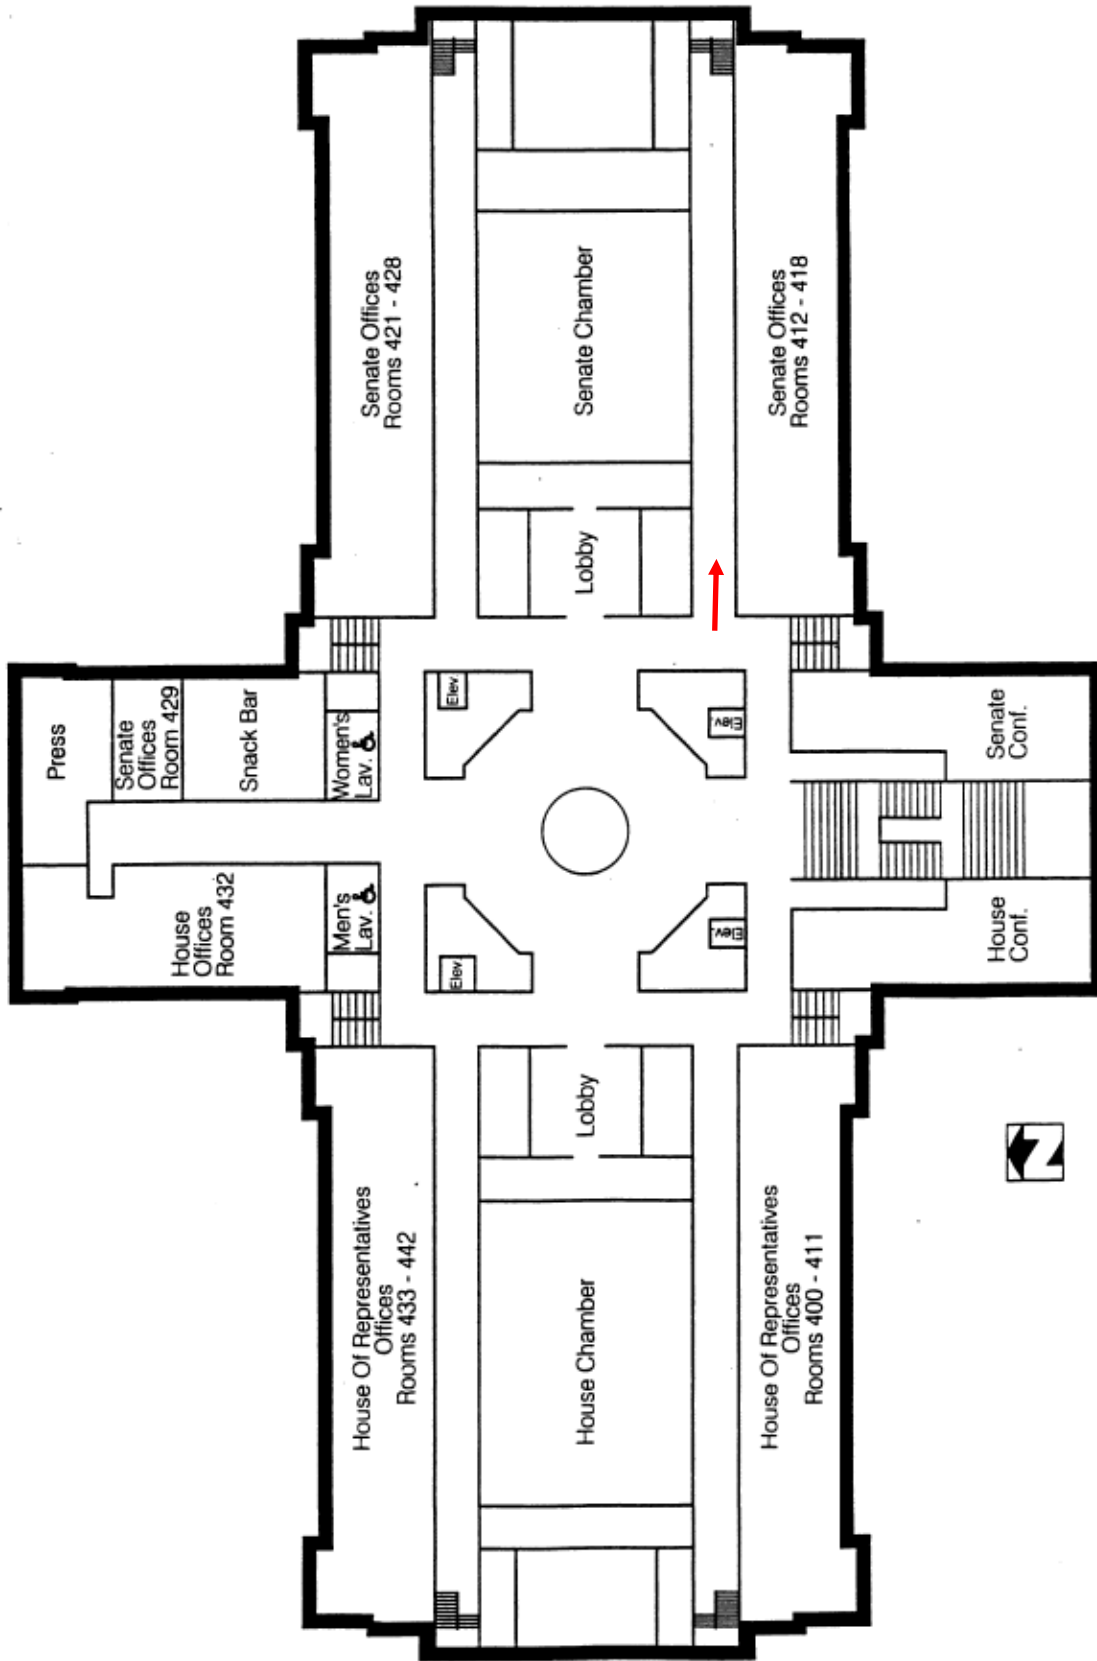 Press
Senate
Offices
Room 429
Snack Bar
Women's
Lav.
Men's
Lav.
House
Offices
Room 432
Senate Offices
Rooms 421 - 428
Senate Chamber
Senate Offices
Rooms 412 - 418
Lobby
Elev.
Elev.
Elev.
Elev.
Senate
Conf.
House
Conf.
Lobby
House Of Representatives
Offices
Rooms 433 - 442
House Chamber
House Of Representatives
Offices
Rooms 400 - 411
N